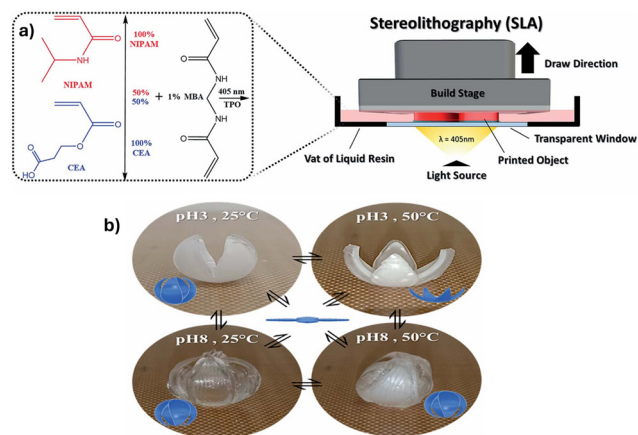 a)
NIPAM
100%
NIPAM
50%
50%
100%
CEA
CEA
O
NH
O
O
O
HO
+ 1% MBA
O
NH
NH
O
405 nm
TPO
Stereolithography (SLA)
Draw Direction
Build Stage
λ = 405nm
Transparent Window
Vat of Liquid Resin
Printed Object
Light Source
b)
pH3 , 25°C
pH3 , 50°C
pH8 , 25°C
pH8 , 50°C